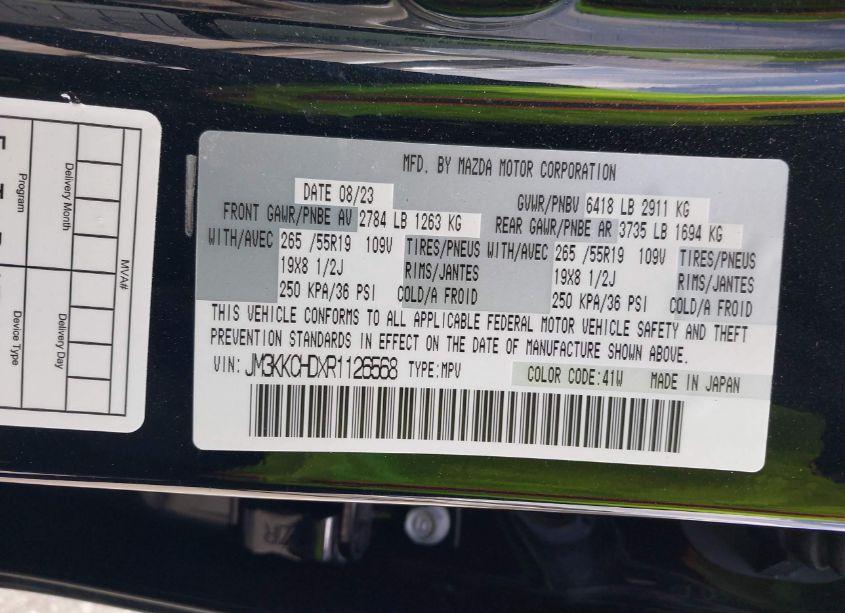 MFD. BY MAZDA MOTOR CORPORATION
DATE 08/23
GVWR/PNBV 6418 LB 2911 KG
FRONT GAWR/PNBE AV 2784 LB 1263 KG
REAR GAWR/PNBE AR 3735 LB 1694 KG
WITH/AVEC 265 /55R19 109V TIRES/PNEUS WITH/AVEC 265 /55R19 109V TIRES/PNEUS
19X8 1/2J RIMS/JANTES 19X8 1/2J RIMS/JANTES
250 KPA/36 PSI COLD/A FROID 250 KPA/36 PSI COLD/A FROID
THIS VEHICLE CONFORMS TO ALL APPLICABLE FEDERAL MOTOR VEHICLE SAFETY AND THEFT
PREVENTION STANDARDS IN EFFECT ON THE DATE OF MANUFACTURE SHOWN ABOVE.
VIN: JM3KKCHDXR1126568 TYPE:MPV
COLOR CODE:41W MADE IN JAPAN
Program
Device Type
Delivery Month
Delivery Day
MVA#